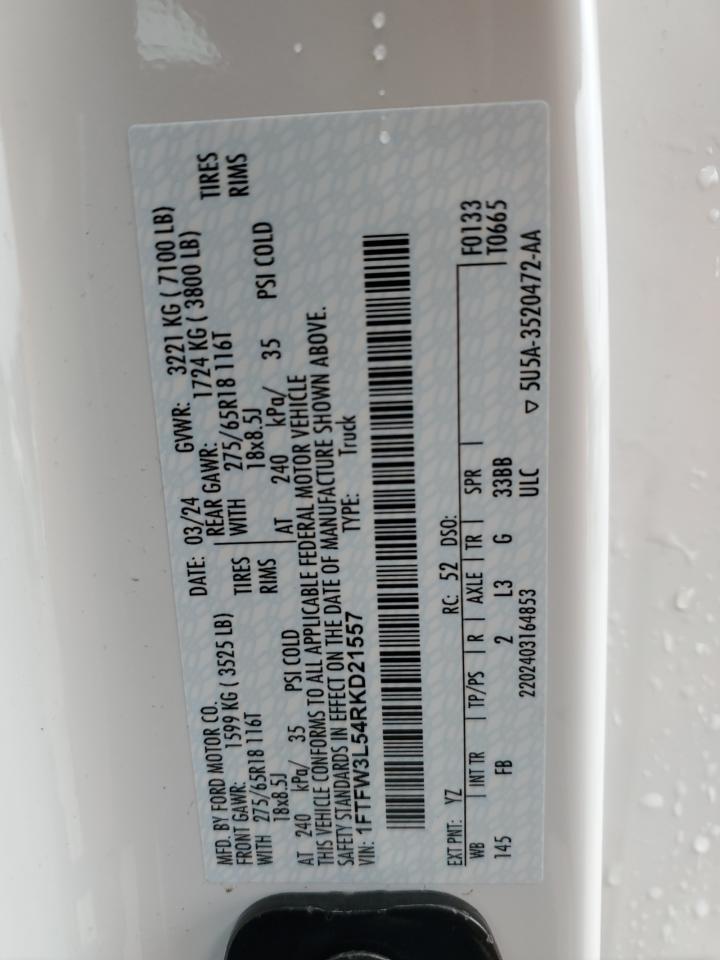 MFD. BY FORD MOTOR CO. DATE: 03/24 GVWR: 3221 KG ( 7100 LB)
FRONT GAWR: 1599 KG ( 3525 LB) REAR GAWR: 1724 KG ( 3800 LB)
WITH 275/65R18 116T TIRES WITH 275/65R18 116T TIRES
18x8.5J RIMS 18x8.5J RIMS
AT 240 kPa/ 35 PSI COLD AT 240 kPa/ 35 PSI COLD
THIS VEHICLE CONFORMS TO ALL APPLICABLE FEDERAL MOTOR VEHICLE
SAFETY STANDARDS IN EFFECT ON THE DATE OF MANUFACTURE SHOWN ABOVE.
VIN: 1FTFW3L54RKD21557 TYPE: Truck
EXT PNT: YZ RC: 52 DSO: F0133
WB INT TR TP/PS R AXLE TR SPR T0665
145 FB 2 L3 G 33BB
2202403164853 ULC ▽ 5U5A-3520472-AA